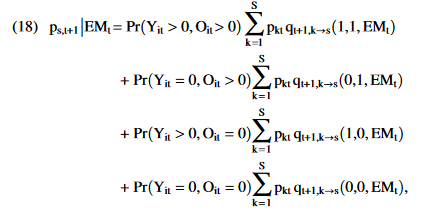 (18) p_{s,t+1}|EM_t = Pr(Y_{it} > 0, O_{it} > 0) ∑_{k=1}^{S} p_{kt} q_{t+1,k→s}(1,1, EM_t)
+ Pr(Y_{it} = 0, O_{it} > 0) ∑_{k=1}^{S} p_{kt} q_{t+1,k→s}(0,1, EM_t)
+ Pr(Y_{it} > 0, O_{it} = 0) ∑_{k=1}^{S} p_{kt} q_{t+1,k→s}(1,0, EM_t)
+ Pr(Y_{it} = 0, O_{it} = 0) ∑_{k=1}^{S} p_{kt} q_{t+1,k→s}(0,0, EM_t),